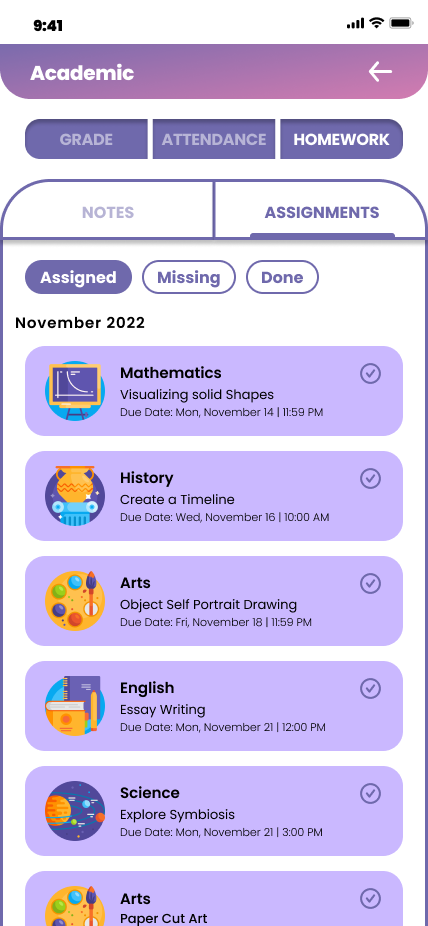 9:41
Academic
GRADE
ATTENDANCE
HOMEWORK
NOTES
ASSIGNMENTS
Assigned
Missing
Done
November 2022
Mathematics
Visualizing solid Shapes
Due Date: Mon, November 14 | 11:59 PM
History
Create a Timeline
Due Date: Wed, November 16 | 10:00 AM
Arts
Object Self Portrait Drawing
Due Date: Fri, November 18 | 11:59 PM
English
Essay Writing
Due Date: Mon, November 21 | 12:00 PM
Science
Explore Symbiosis
Due Date: Mon, November 21 | 3:00 PM
Arts
Paper Cut Art